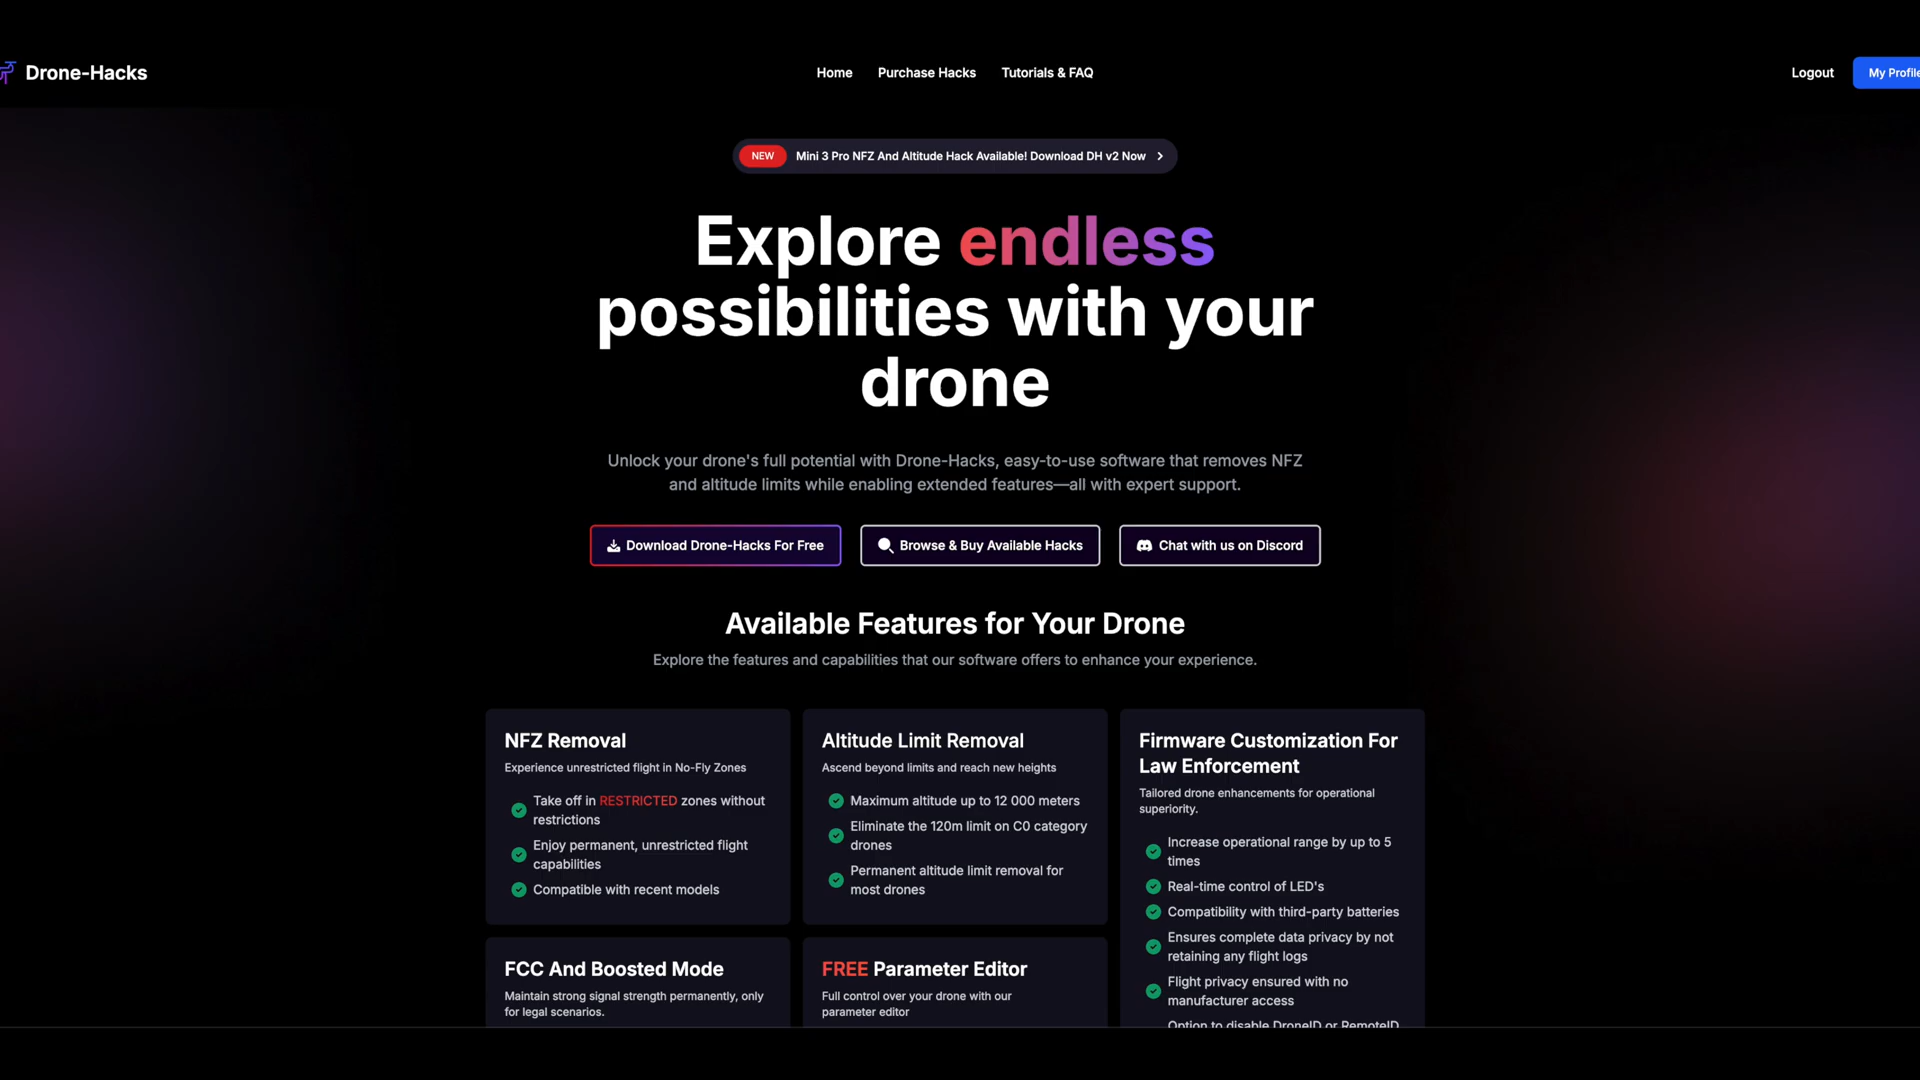 Drone-Hacks
Home
Purchase Hacks
Tutorials & FAQ
Logout
My Profile
NEW
Mini 3 Pro NFZ And Altitude Hack Available! Download DH v2 Now
Explore endless
possibilities with your
drone
Unlock your drone's full potential with Drone-Hacks, easy-to-use software that removes NFZ
and altitude limits while enabling extended features—all with expert support.
Download Drone-Hacks For Free
Browse & Buy Available Hacks
Chat with us on Discord
Available Features for Your Drone
Explore the features and capabilities that our software offers to enhance your experience.
NFZ Removal
Experience unrestricted flight in No-Fly Zones
Take off in RESTRICTED zones without
restrictions
Enjoy permanent, unrestricted flight
capabilities
Compatible with recent models
Altitude Limit Removal
Ascend beyond limits and reach new heights
Maximum altitude up to 12 000 meters
Eliminate the 120m limit on C0 category
drones
Permanent altitude limit removal for
most drones
Firmware Customization For
Law Enforcement
Tailored drone enhancements for operational
superiority.
Increase operational range by up to 5
times
Real-time control of LED's
Compatibility with third-party batteries
Ensures complete data privacy by not
retaining any flight logs
Flight privacy ensured with no
manufacturer access
Option to disable DroneID or RemoteID
FCC And Boosted Mode
Maintain strong signal strength permanently, only
for legal scenarios.
FREE Parameter Editor
Full control over your drone with our
parameter editor